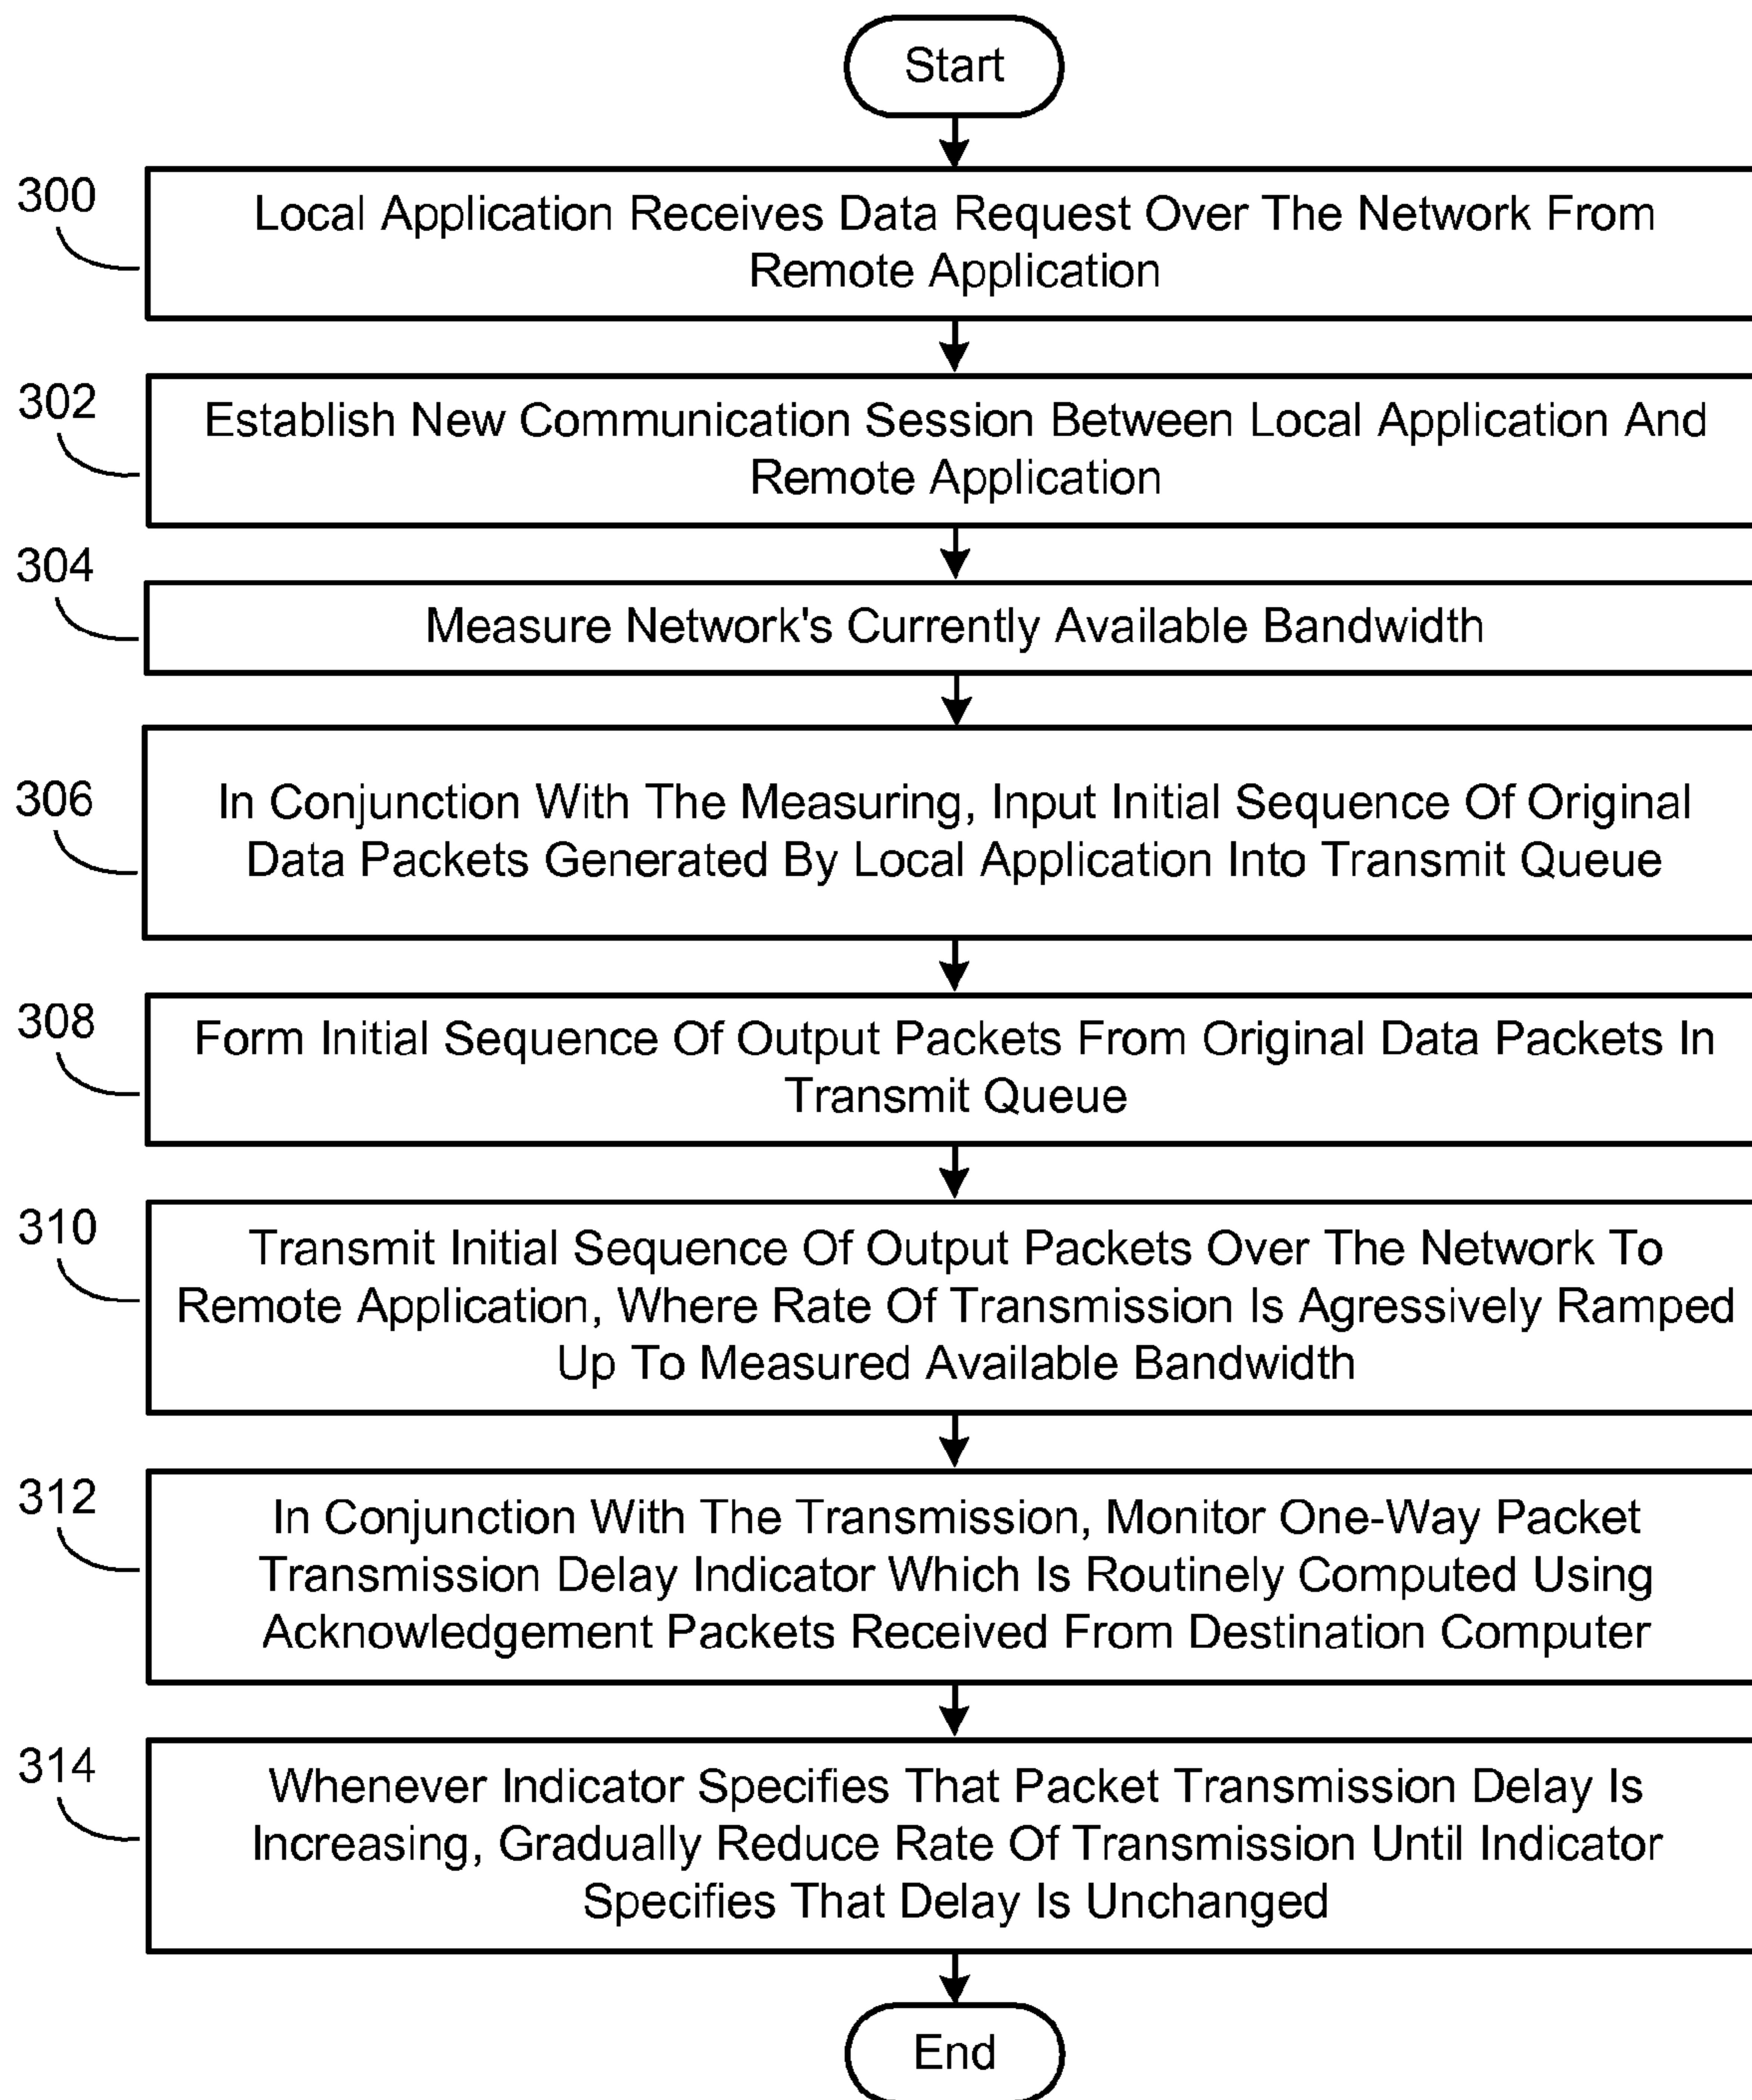 Start
300
Local Application Receives Data Request Over The Network From
Remote Application
302
Establish New Communication Session Between Local Application And
Remote Application
304
Measure Network's Currently Available Bandwidth
306
In Conjunction With The Measuring, Input Initial Sequence Of Original
Data Packets Generated By Local Application Into Transmit Queue
308
Form Initial Sequence Of Output Packets From Original Data Packets In
Transmit Queue
310
Transmit Initial Sequence Of Output Packets Over The Network To
Remote Application, Where Rate Of Transmission Is Agressively Ramped
Up To Measured Available Bandwidth
312
In Conjunction With The Transmission, Monitor One-Way Packet
Transmission Delay Indicator Which Is Routinely Computed Using
Acknowledgement Packets Received From Destination Computer
314
Whenever Indicator Specifies That Packet Transmission Delay Is
Increasing, Gradually Reduce Rate Of Transmission Until Indicator
Specifies That Delay Is Unchanged
End